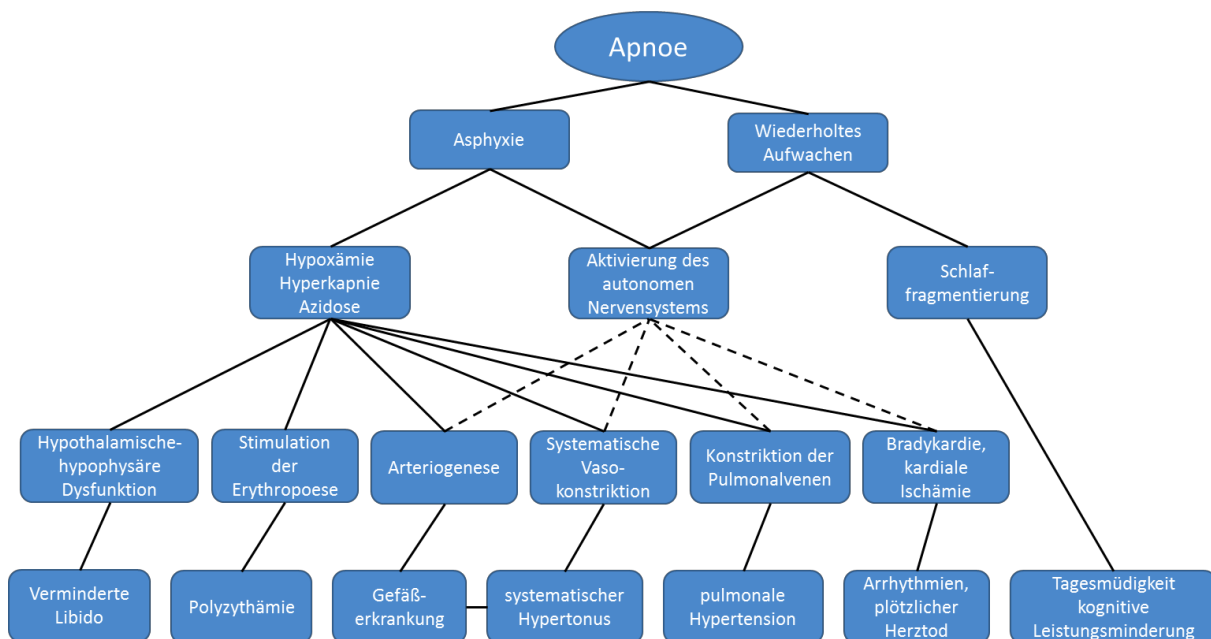 Apnoe
Asphyxie
Wiederholtes
Aufwachen
Hypoxämie
Hyperkapnie
Azidose
Aktivierung des
autonomen
Nervensystems
Schlaf-
fragmentierung
Hypothalamische-
hypophysäre
Dysfunktion
Stimulation
der
Erythropoese
Arteriogenese
Systematische
Vaso-
konstriktion
Konstriktion der
Pulmonalvenen
Bradykardie,
kardiale
Ischämie
Verminderte
Libido
Polyzythämie
Gefäß-
erkrankung
systematischer
Hypertonus
pulmonale
Hypertension
Arrhythmien,
plötzlicher
Herztod
Tagesmüdigkeit
kognitive
Leistungsminderung